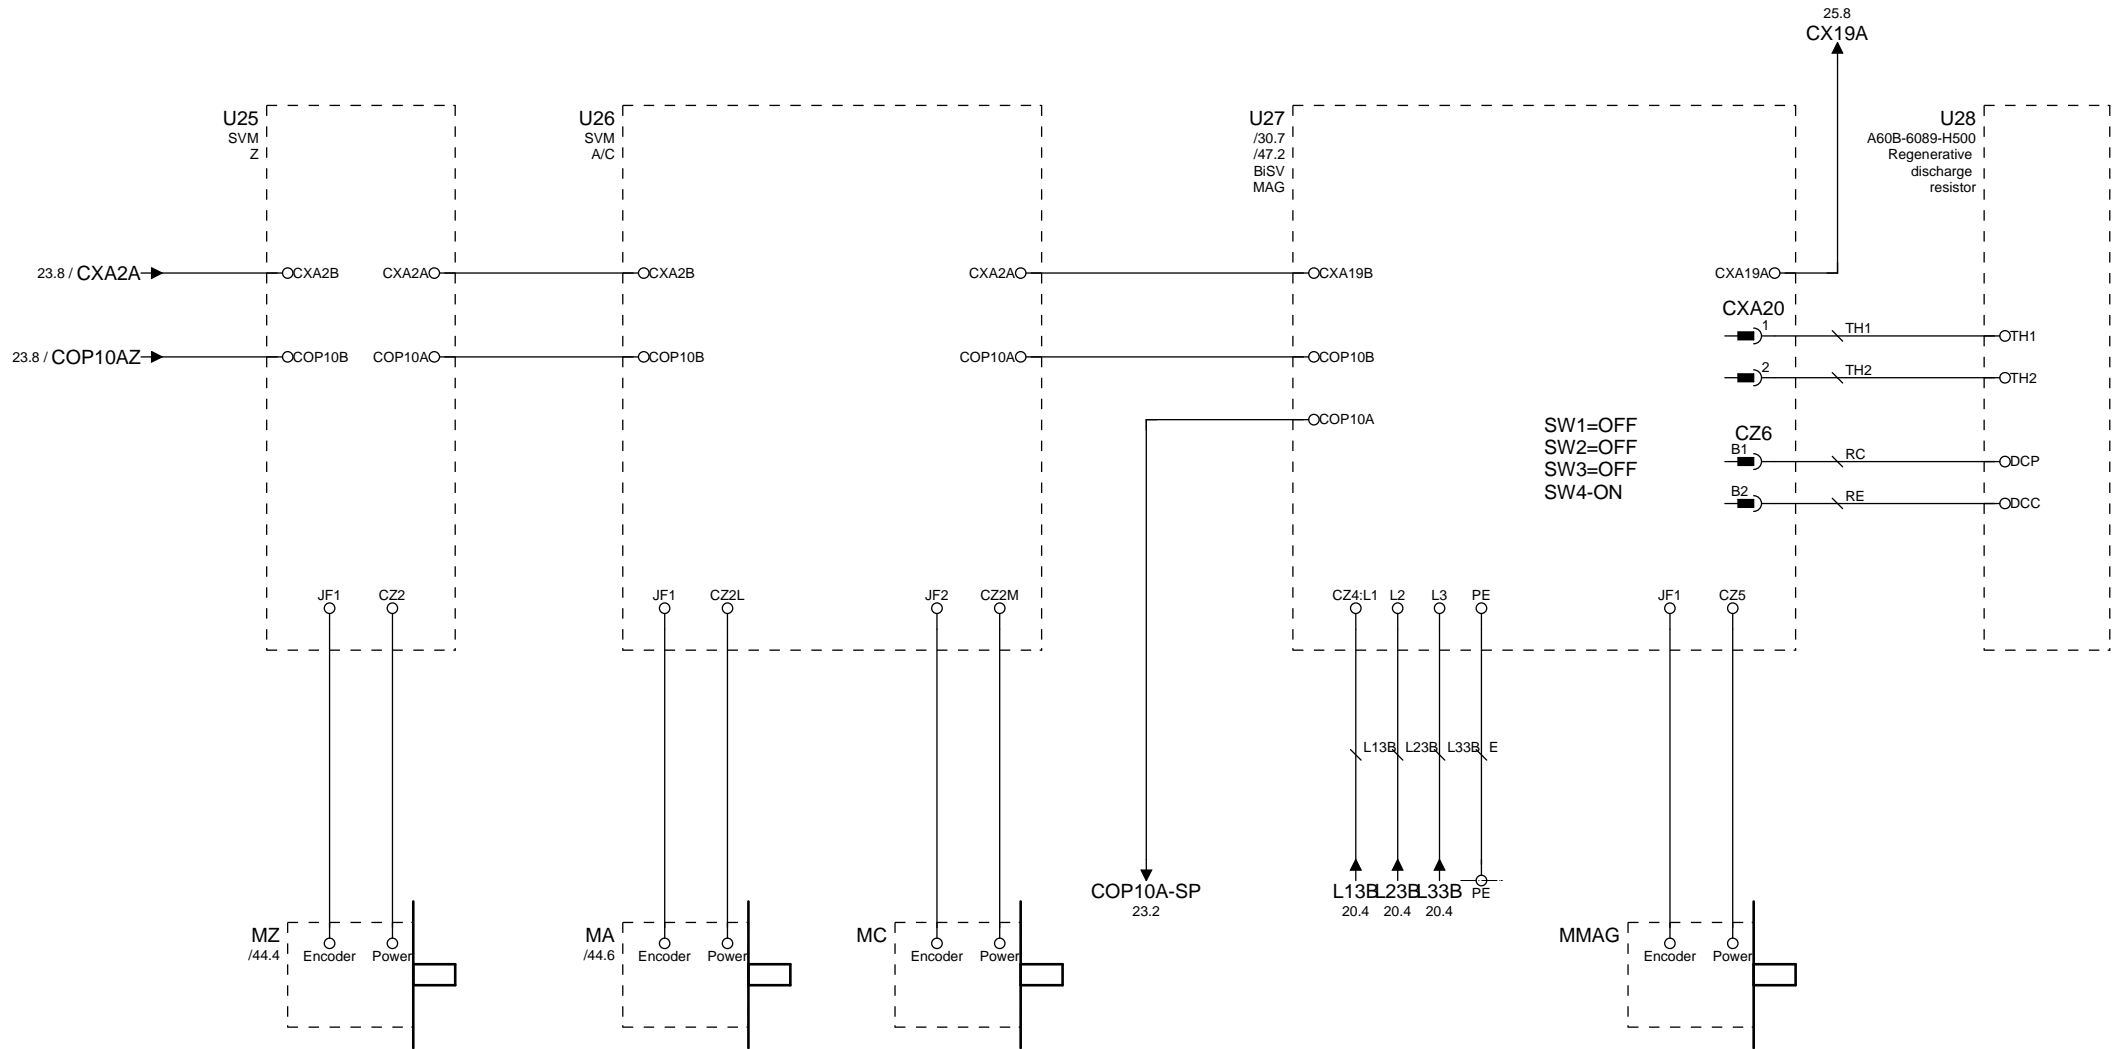 25.8
CX19A
U25
SVM
Z
U26
SVM
A/C
U27
/30.7
/47.2
BiSV
MAG
U28
A60B-6089-H500
Regenerative
discharge
resistor
23.8 / CXA2A
CXA2B
CXA2A
CXA2B
CXA2A
CXA19B
CXA19A
CXA20
1
TH1
TH1
23.8 / COP10AZ
COP10B
COP10A
COP10B
COP10A
COP10B
2
TH2
TH2
COP10A
SW1=OFF
SW2=OFF
SW3=OFF
SW4-ON
CZ6
B1
RC
DCP
B2
RE
DCC
JF1
CZ2
JF1
CZ2L
JF2
CZ2M
CZ4:L1
L2
L3
PE
JF1
CZ5
L13B
L23B
L33B
E
COP10A-SP
23.2
L13B
20.4
L23B
20.4
L33B
20.4
PE
MZ
/44.4
Encoder
Power
MA
/44.6
Encoder
Power
MC
Encoder
Power
MMAG
Encoder
Power